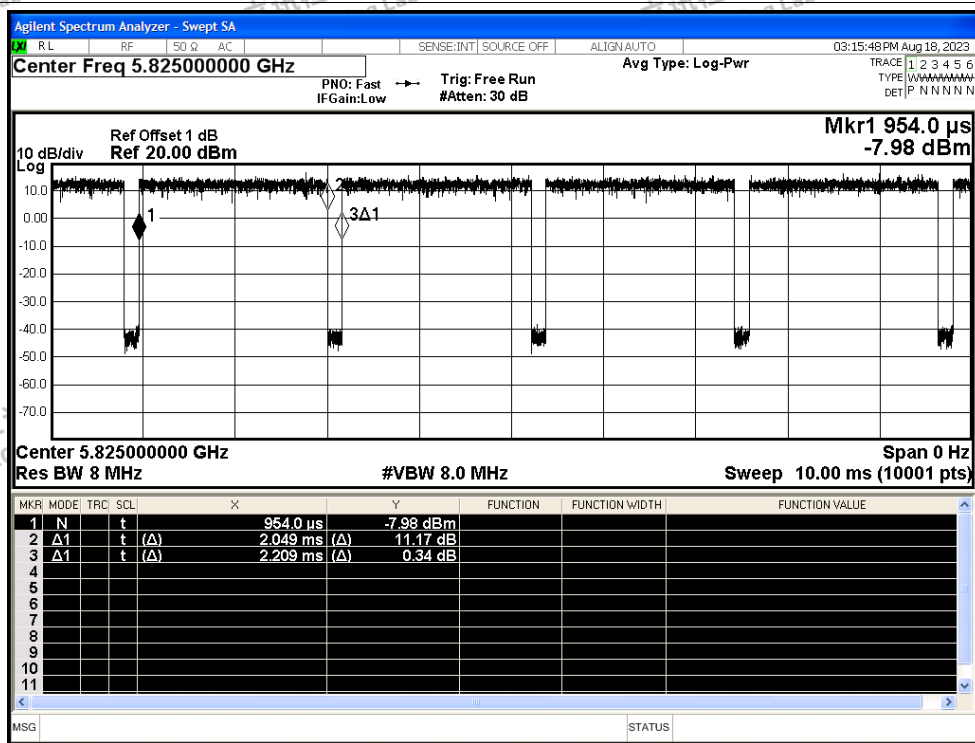 Agilent Spectrum Analyzer - Swept SA
LXI RL RF 50 Ω AC SENSE:INT SOURCE OFF ALIGN AUTO 03:15:48 PM Aug 18, 2023
Center Freq 5.825000000 GHz
PNO: Fast
IFGain:Low
Trig: Free Run
#Atten: 30 dB
Avg Type: Log-Pwr
TRACE 1 2 3 4 5 6
TYPE W
DET P N N N N N
Mkr1 954.0 µs
-7.98 dBm
Ref Offset 1 dB
10 dB/div Ref 20.00 dBm
Log
10.0
0.00
-10.0
-20.0
-30.0
-40.0
-50.0
-60.0
-70.0
1
2
3Δ1
Center 5.825000000 GHz Span 0 Hz
Res BW 8 MHz #VBW 8.0 MHz Sweep 10.00 ms (10001 pts)
MKR MODE TRC SCL X Y FUNCTION FUNCTION WIDTH FUNCTION VALUE
1 N t 954.0 µs -7.98 dBm
2 Δ1 t (Δ) 2.049 ms (Δ) 11.17 dB
3 Δ1 t (Δ) 2.209 ms (Δ) 0.34 dB
4
5
6
7
8
9
10
11
MSG STATUS